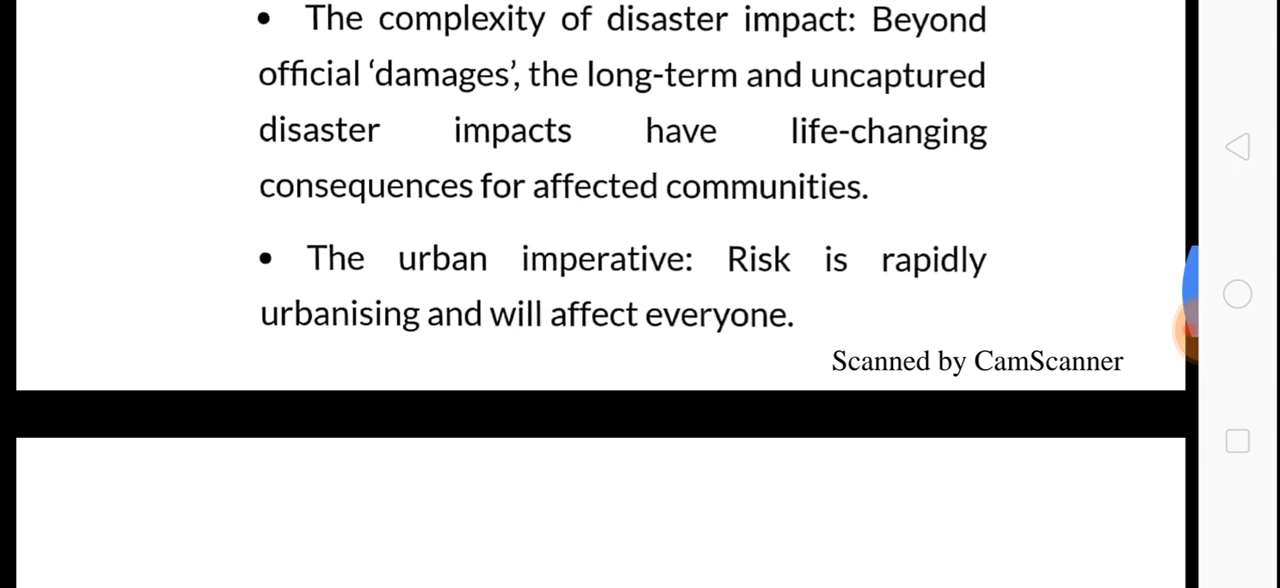 • The complexity of disaster impact: Beyond
official ‘damages’, the long-term and uncaptured
disaster impacts have life-changing
consequences for affected communities.
• The urban imperative: Risk is rapidly
urbanising and will affect everyone.
Scanned by CamScanner